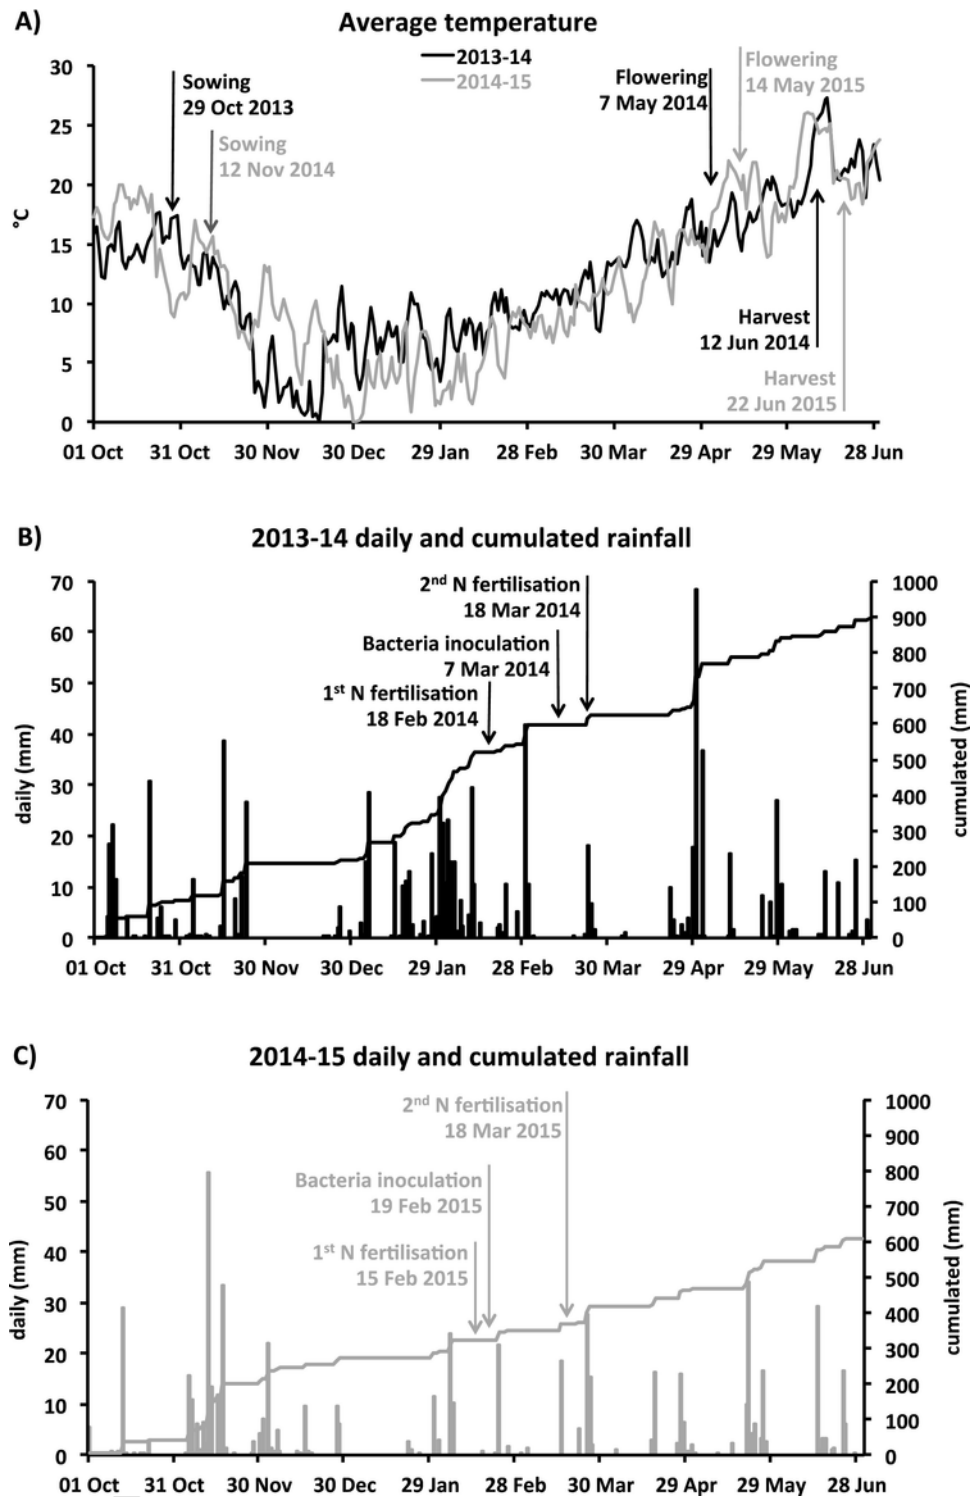 A)
Average temperature
2013-14
2014-15
Sowing
29 Oct 2013
Sowing
12 Nov 2014
Flowering
7 May 2014
Flowering
14 May 2015
Harvest
12 Jun 2014
Harvest
22 Jun 2015
°C
30
25
20
15
10
5
0
01 Oct 31 Oct 30 Nov 30 Dec 29 Jan 28 Feb 30 Mar 29 Apr 29 May 28 Jun
B)
2013-14 daily and cumulated rainfall
2nd N fertilisation
18 Mar 2014
Bacteria inoculation
7 Mar 2014
1st N fertilisation
18 Feb 2014
daily (mm)
70
60
50
40
30
20
10
0
cumulated (mm)
1000
900
800
700
600
500
400
300
200
100
0
01 Oct 31 Oct 30 Nov 30 Dec 29 Jan 28 Feb 30 Mar 29 Apr 29 May 28 Jun
C)
2014-15 daily and cumulated rainfall
2nd N fertilisation
18 Mar 2015
Bacteria inoculation
19 Feb 2015
1st N fertilisation
15 Feb 2015
daily (mm)
70
60
50
40
30
20
10
0
cumulated (mm)
1000
900
800
700
600
500
400
300
200
100
0
01 Oct 31 Oct 30 Nov 30 Dec 29 Jan 28 Feb 30 Mar 29 Apr 29 May 28 Jun